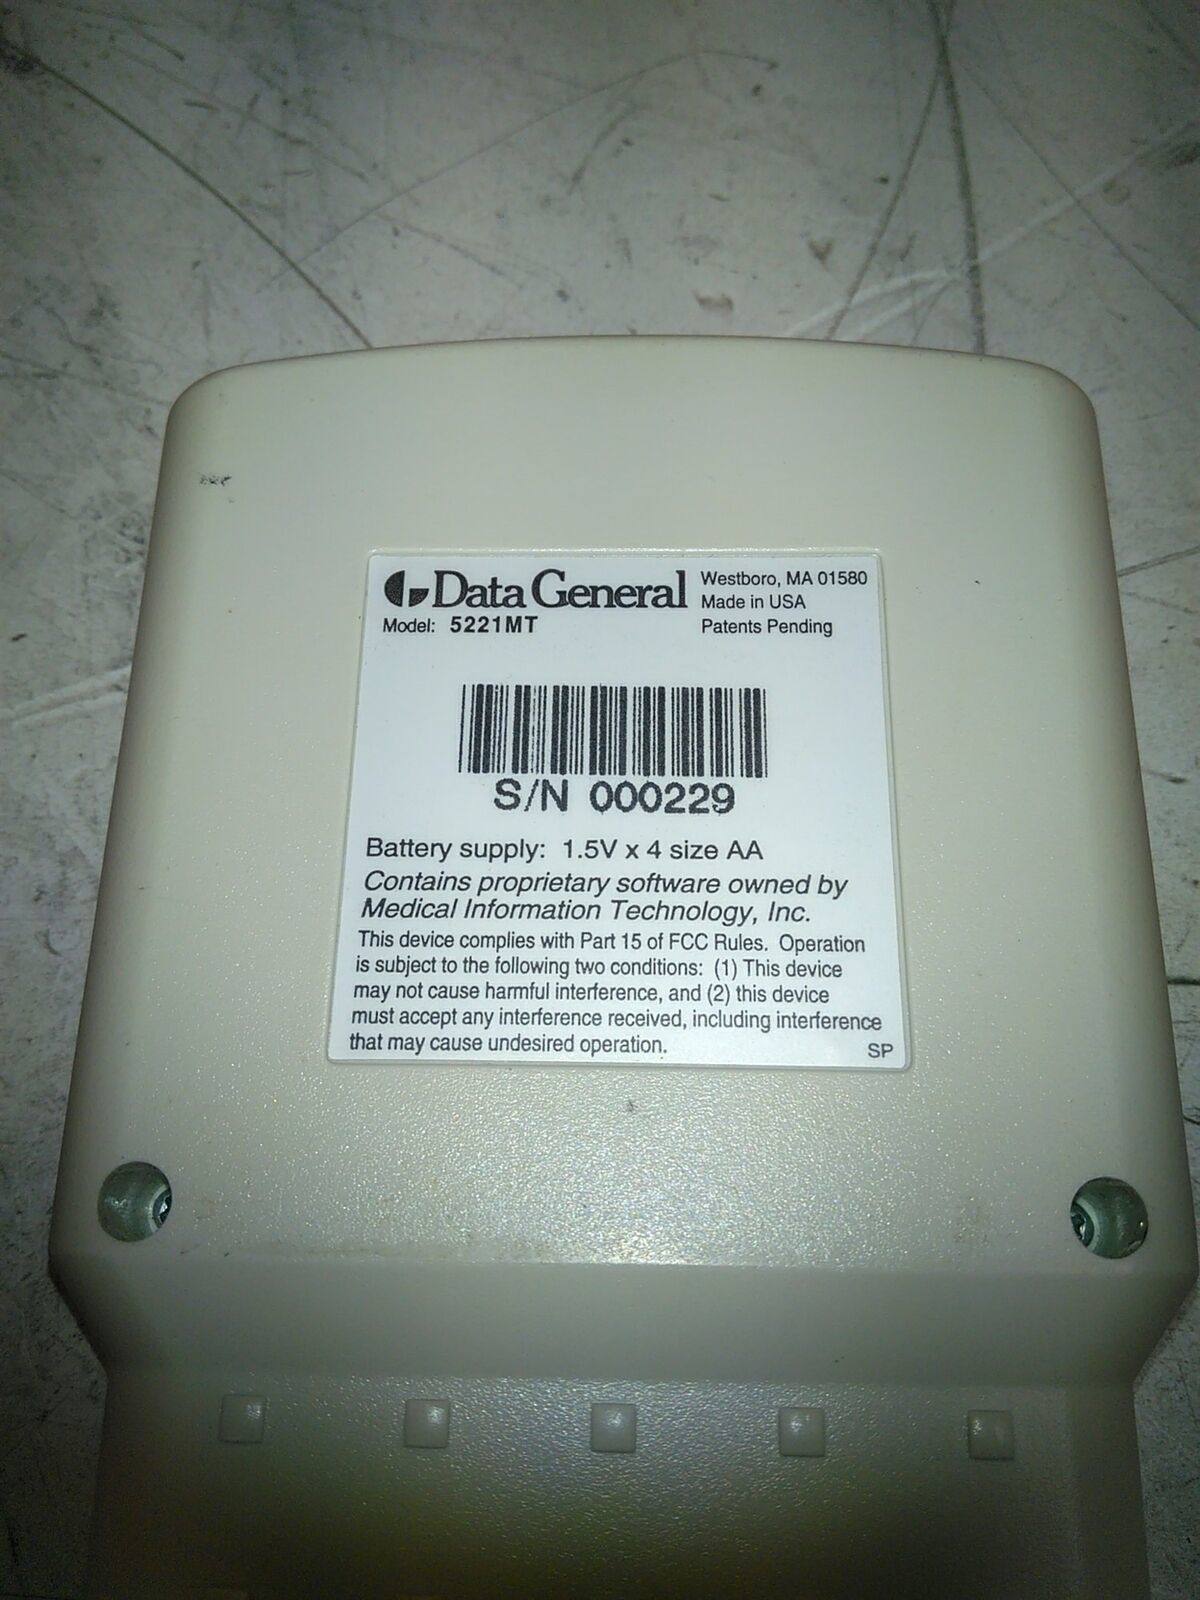 Data General
Westboro, MA 01580
Made in USA
Model: 5221MT
Patents Pending
S/N 000229
Battery supply: 1.5V x 4 size AA
Contains proprietary software owned by
Medical Information Technology, Inc.
This device complies with Part 15 of FCC Rules. Operation
is subject to the following two conditions: (1) This device
may not cause harmful interference, and (2) this device
must accept any interference received, including interference
that may cause undesired operation.
SP